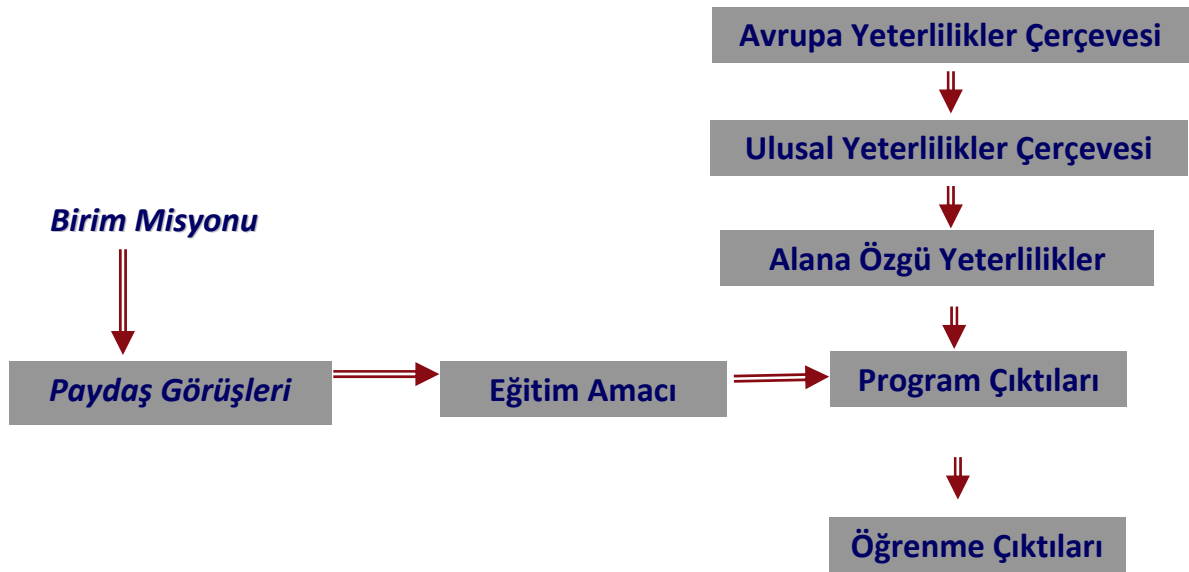 Avrupa Yeterlilikler Çerçevesi
Ulusal Yeterlilikler Çerçevesi
Birim Misyonu
Alana Özgü Yeterlilikler
Paydaş Görüşleri
Eğitim Amacı
Program Çıktıları
Öğrenme Çıktıları